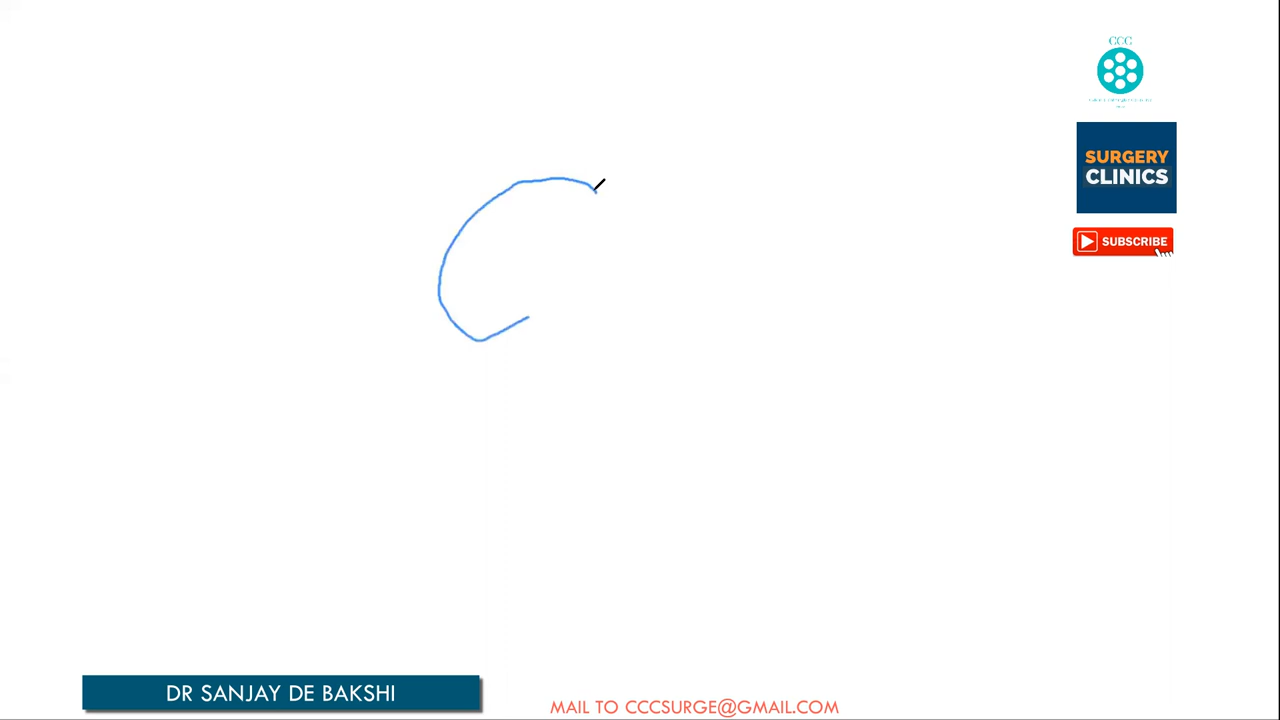 CCC
SURGERY
CLINICS
SUBSCRIBE
DR SANJAY DE BAKSHI
MAIL TO CCCSURGE@GMAIL.COM